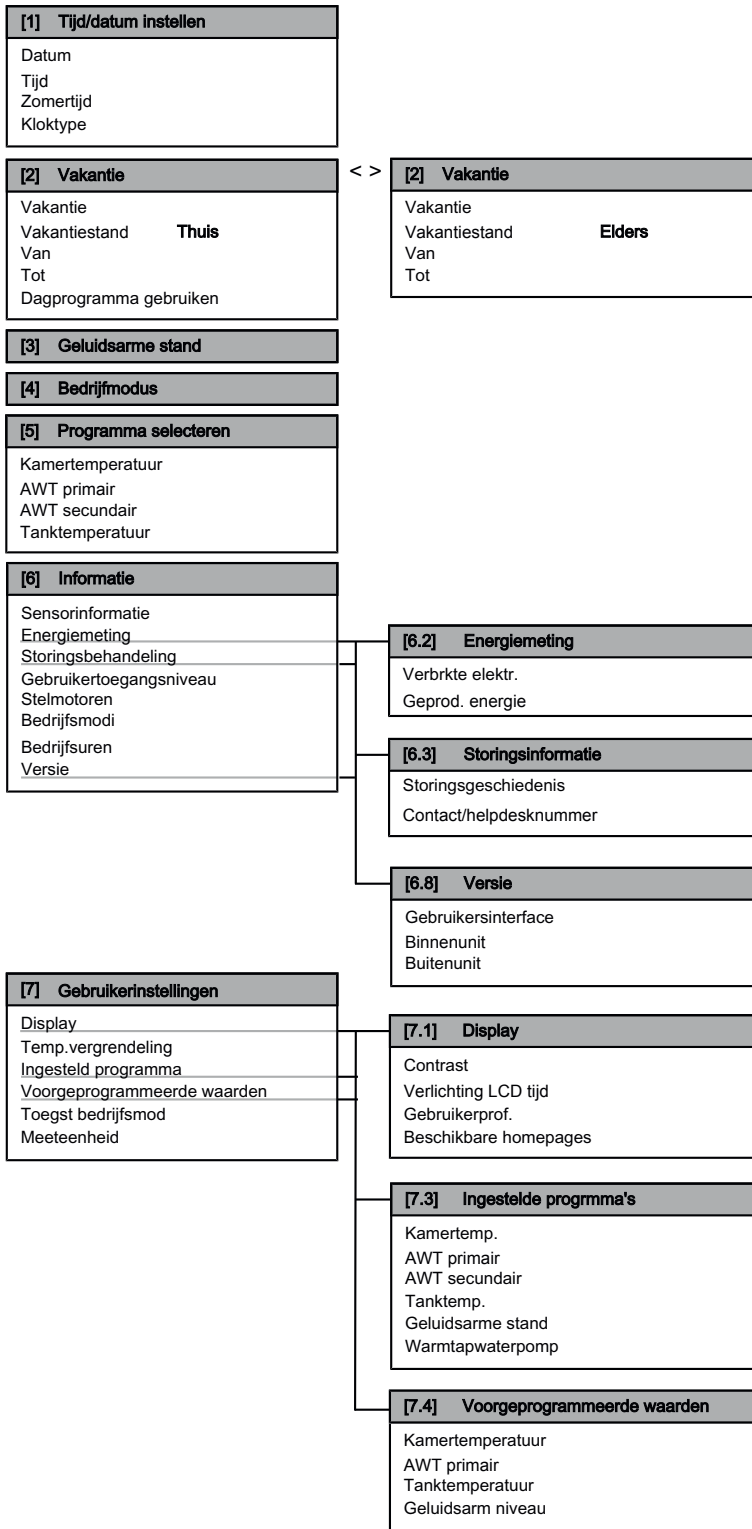 [1] Tijd/datum instellen
Datum
Tijd
Zomertijd
Kloktype
[2] Vakantie
Vakantie
Vakantiestand Thuis
Van
Tot
Dagprogramma gebruiken
< >
[2] Vakantie
Vakantie
Vakantiestand Elders
Van
Tot
[3] Geluidsarme stand
[4] Bedrijfmodus
[5] Programma selecteren
Kamertemperatuur
AWT primair
AWT secundair
Tanktemperatuur
[6] Informatie
Sensorinformatie
Energiemeting
Storingsbehandeling
Gebruikertoegangsniveau
Stelmotoren
Bedrijfsmodi
Bedrijfsuren
Versie
[6.2] Energiemeting
Verbrkte elektr.
Geprod. energie
[6.3] Storingsinformatie
Storingsgeschiedenis
Contact/helpdesknummer
[6.8] Versie
Gebruikersinterface
Binnenunit
Buitenunit
[7] Gebruikerinstellingen
Display
Temp.vergrendeling
Ingesteld programma
Voorgeprogrammeerde waarden
Toegst bedrijfsmod
Meeteenheid
[7.1] Display
Contrast
Verlichting LCD tijd
Gebruikerprof.
Beschikbare homepages
[7.3] Ingestelde progrmma's
Kamertemp.
AWT primair
AWT secundair
Tanktemp.
Geluidsarme stand
Warmtapwaterpomp
[7.4] Voorgeprogrammeerde waarden
Kamertemperatuur
AWT primair
Tanktemperatuur
Geluidsarm niveau